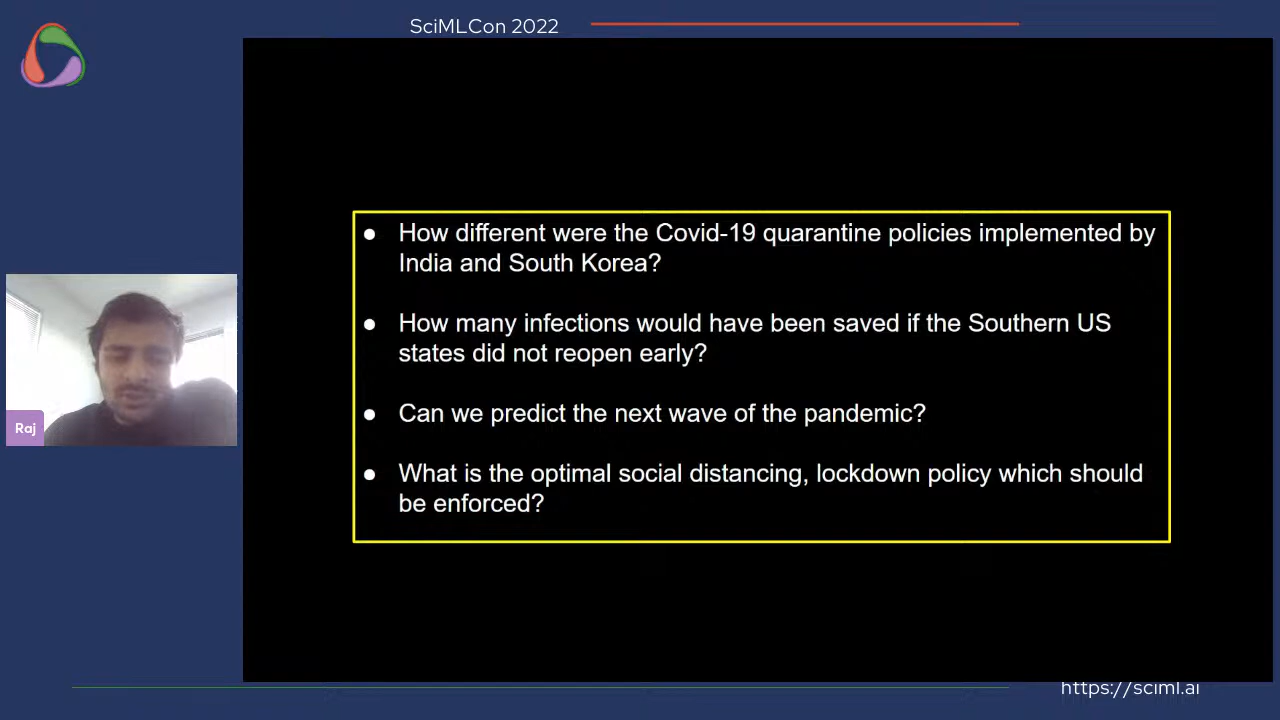 SciMLCon 2022
● How different were the Covid-19 quarantine policies implemented by
India and South Korea?
● How many infections would have been saved if the Southern US
states did not reopen early?
● Can we predict the next wave of the pandemic?
● What is the optimal social distancing, lockdown policy which should
be enforced?
Raj
https://sciml.ai